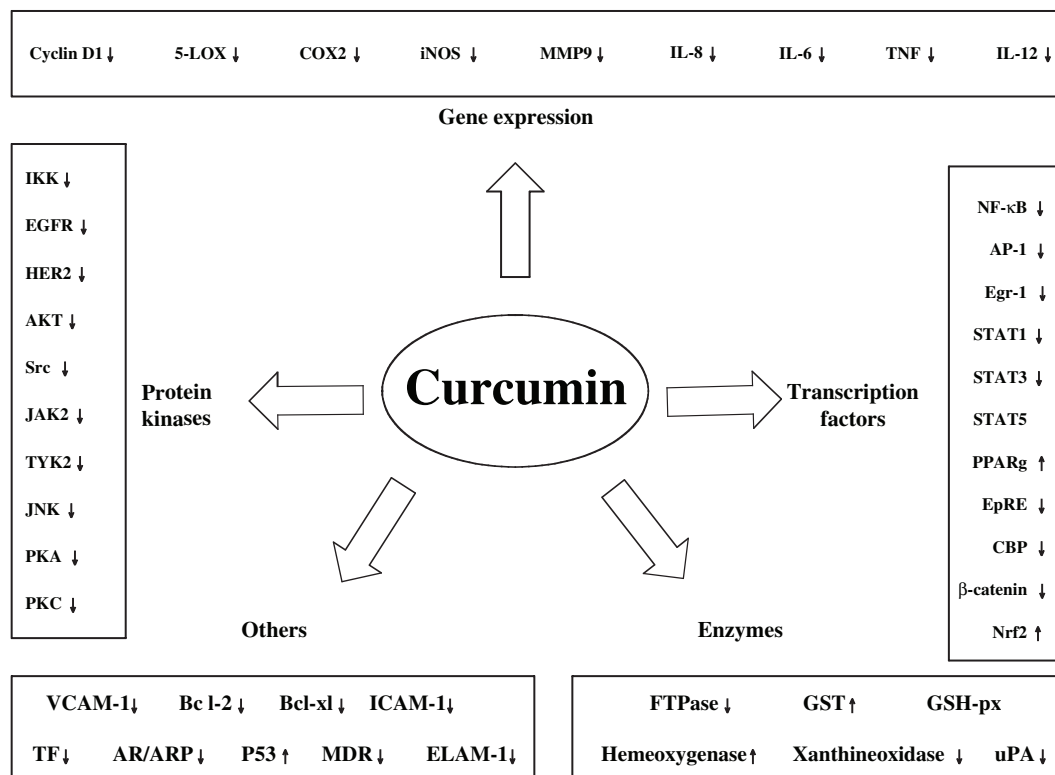 Cyclin D1↓ 5-LOX ↓ COX2 ↓ iNOS ↓ MMP9↓ IL-8 ↓ IL-6 ↓ TNF ↓ IL-12 ↓
Gene expression
IKK ↓
EGFR ↓
HER2 ↓
AKT ↓
Src ↓
JAK2 ↓
TYK2 ↓
JNK ↓
PKA ↓
PKC ↓
Protein
kinases
Curcumin
Transcription
factors
NF-κB ↓
AP-1 ↓
Egr-1 ↓
STAT1 ↓
STAT3 ↓
STAT5
PPARg ↑
EpRE ↓
CBP ↓
β-catenin ↓
Nrf2 ↑
Others
Enzymes
VCAM-1↓ Bc l-2 ↓ Bcl-xl ↓ ICAM-1↓
TF↓ AR/ARP ↓ P53 ↑ MDR↓ ELAM-1↓
FTPase ↓ GST ↑ GSH-px
Hemeoxygenase↑ Xanthineoxidase ↓ uPA↓